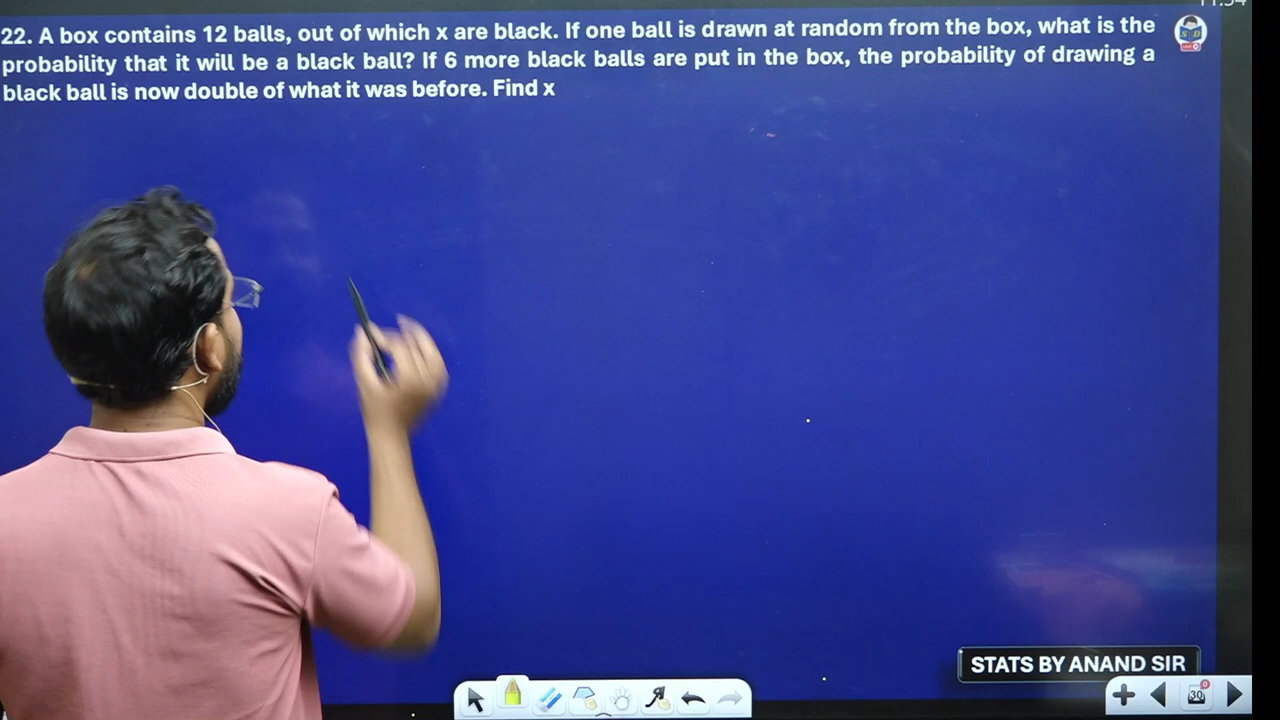 22. A box contains 12 balls, out of which x are black. If one ball is drawn at random from the box, what is the
probability that it will be a black ball? If 6 more black balls are put in the box, the probability of drawing a
black ball is now double of what it was before. Find x
STATS BY ANAND SIR
30